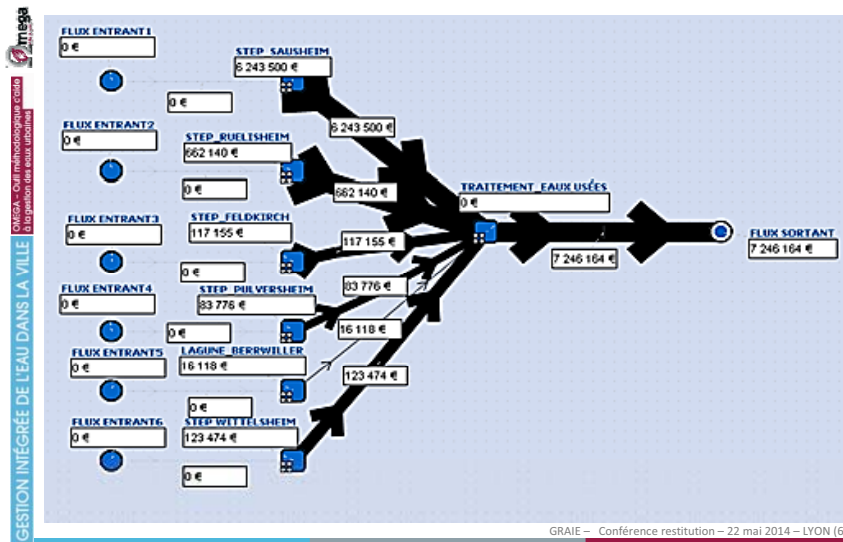 Omega
OMEGA – Outil méthodologique d'aide
à la gestion des eaux urbaines
GESTION INTÉGRÉE DE L'EAU DANS LA VILLE
FLUX ENTRANT1
0 €
0 €
STEP_SAUSHEIM
6 243 500 €
6 243 500 €
FLUX ENTRANT2
0 €
0 €
STEP_RUELISHEIM
662 140 €
662 140 €
FLUX ENTRANT3
0 €
0 €
STEP_FELDKIRCH
117 155 €
117 155 €
FLUX ENTRANT4
0 €
0 €
STEP_PULVERSHEIM
83 776 €
83 776 €
FLUX ENTRANT5
0 €
0 €
LAGUNE_BERRWILLER
16 118 €
16 118 €
FLUX ENTRANT6
0 €
0 €
STEP WITTELSHEIM
123 474 €
123 474 €
TRAITEMENT_EAUX USÉES
0 €
7 246 164 €
FLUX SORTANT
7 246 164 €
GRAIE – Conférence restitution – 22 mai 2014 – LYON (6